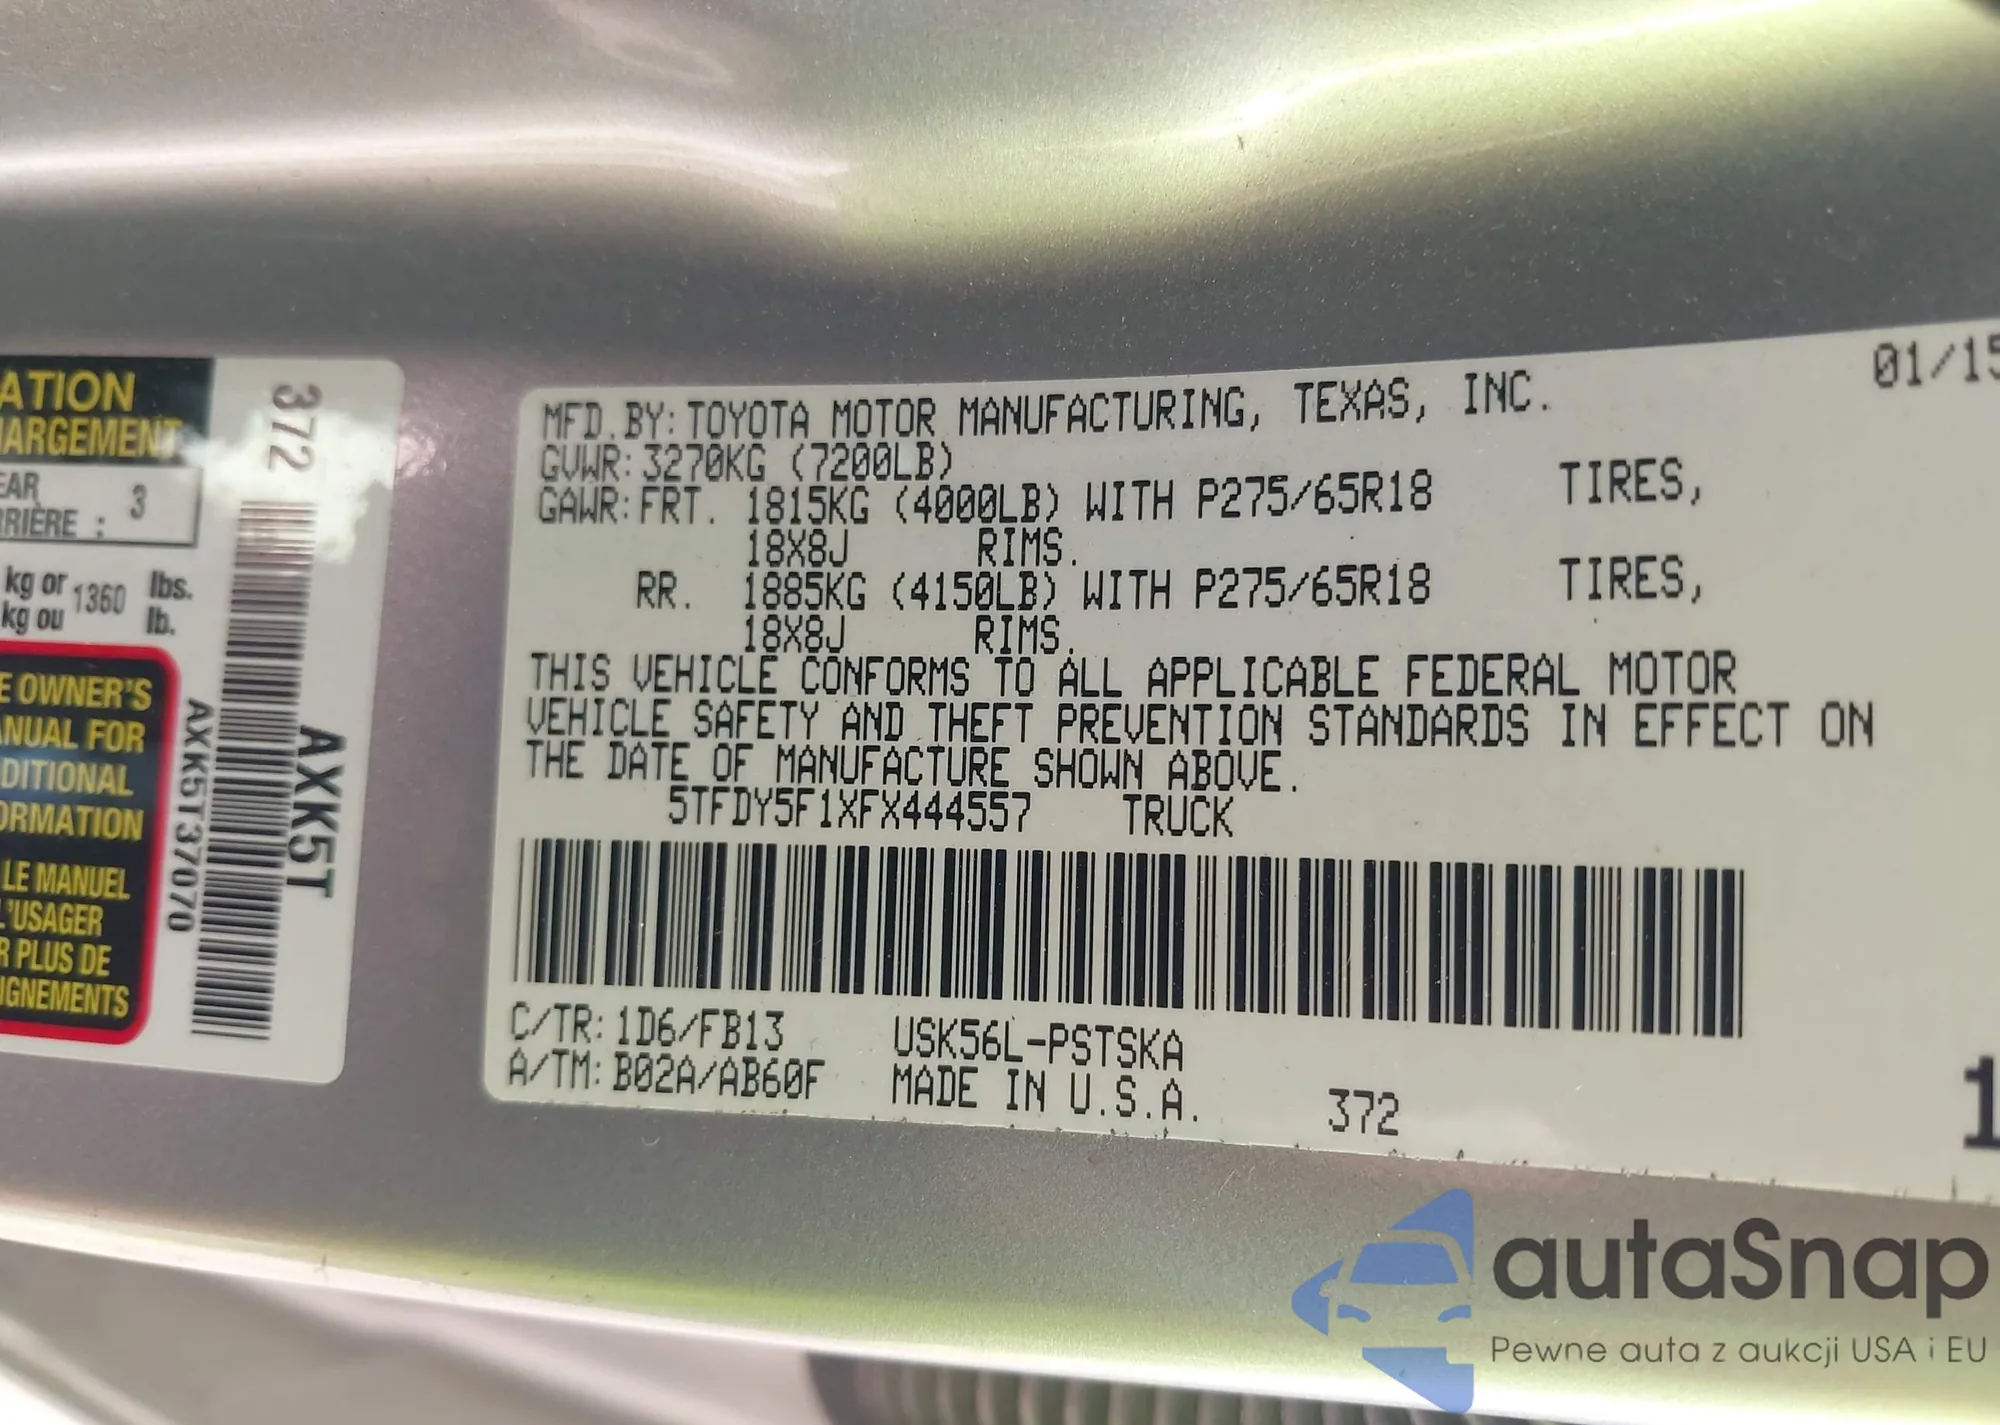 ATION
HARGEMENT
EAR
RRIÈRE : 3
kg or 1360 lbs.
kg ou lb.
E OWNER'S
ANUAL FOR
DITIONAL
ORMATION
LE MANUEL
L'USAGER
R PLUS DE
IGNEMENTS
372
AXK5T37070
AXK5T
01/15
MFD.BY: TOYOTA MOTOR MANUFACTURING, TEXAS, INC.
GVWR: 3270KG (7200LB)
GAWR: FRT. 1815KG (4000LB) WITH P275/65R18 TIRES,
18X8J RIMS.
RR. 1885KG (4150LB) WITH P275/65R18 TIRES,
18X8J RIMS.
THIS VEHICLE CONFORMS TO ALL APPLICABLE FEDERAL MOTOR
VEHICLE SAFETY AND THEFT PREVENTION STANDARDS IN EFFECT ON
THE DATE OF MANUFACTURE SHOWN ABOVE.
5TFDY5F1XFX444557 TRUCK
C/TR: 1D6/FB13 USK56L-PSTSKA
A/TM: B02A/AB60F MADE IN U.S.A. 372
1
autaSnap
Pewne auta z aukcji USA i EU